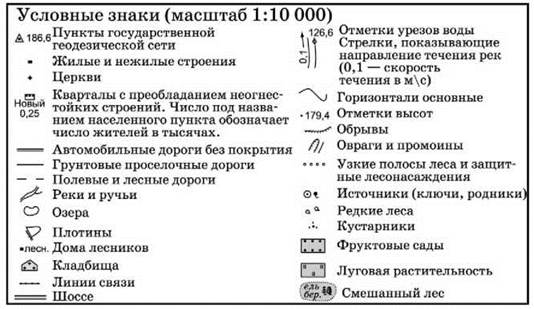 Условные знаки (масштаб 1:10 000)
186,6 Пункты государственной
геодезической сети
Жилые и нежилые строения
Церкви
Новый
0,25
Кварталы с преобладанием неогнес-
тойких строений. Число под назва-
нием населенного пункта обозначает
число жителей в тысячах.
Автомобильные дороги без покрытия
Грунтовые проселочные дороги
Полевые и лесные дороги
Реки и ручьи
Озера
Плотины
лесн. Дома лесников
Кладбища
Линии связи
Шоссе
126,6
0,1
Отметки урезов воды
Стрелки, показывающие
направление течения рек
(0,1 — скорость
течения в м\с)
Горизонтали основные
179,4 Отметки высот
Обрывы
Овраги и промоины
Узкие полосы леса и защит-
ные лесонасаждения
Источники (ключи, родники)
Редкие леса
Кустарники
Фруктовые сады
Луговая растительность
ель
бер.
Смешанный лес